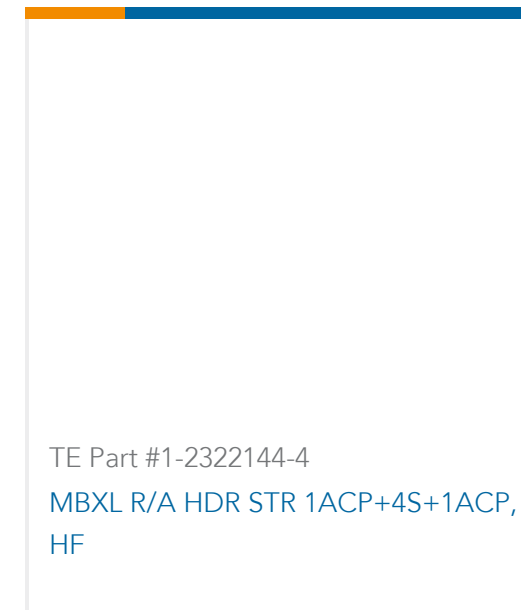 TE Part #1-2322144-4
MBXL R/A HDR STR 1ACP+4S+1ACP,
HF